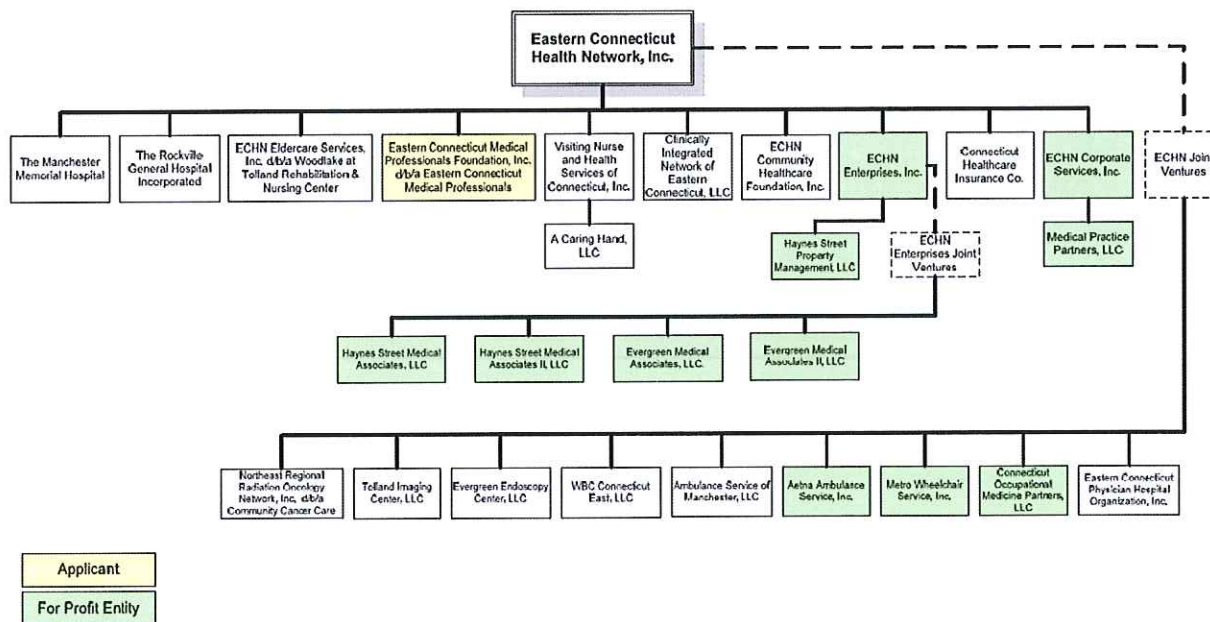 Eastern Connecticut
Health Network, Inc.
The Manchester
Memorial Hospital
The Rockville
General Hospital
Incorporated
ECHN Eldercare Services,
Inc. d/b/a Woodlake at
Tolland Rehabilitation &
Nursing Center
Eastern Connecticut Medical
Professionals Foundation, Inc.
d/b/a Eastern Connecticut
Medical Professionals
Visiting Nurse
and Health
Services of
Connecticut, Inc.
Clinically
Integrated
Network of
Eastern
Connecticut, LLC
ECHN
Community
Healthcare
Foundation, Inc.
ECHN
Enterprises, Inc.
Connecticut
Healthcare
Insurance Co.
ECHN Corporate
Services, Inc.
ECHN Joint
Ventures
A Caring Hand,
LLC
Haynes Street
Property
Management, LLC
ECHN
Enterprises Joint
Ventures
Medical Practice
Partners, LLC
Haynes Street Medical
Associates, LLC
Haynes Street Medical
Associates II, LLC
Evergreen Medical
Associates, LLC.
Evergreen Medical
Associates II, LLC
Northeast Regional
Radiation Oncology
Network, Inc. d/b/a
Community Cancer Care
Tolland Imaging
Center, LLC
Evergreen Endoscopy
Center, LLC
WBC Connecticut
East, LLC
Ambulance Service of
Manchester, LLC
Aetna Ambulance
Service, Inc.
Metro Wheelchair
Service, Inc.
Connecticut
Occupational
Medicine Partners,
LLC
Eastern Connecticut
Physician Hospital
Organization, Inc.
Applicant
For Profit Entity